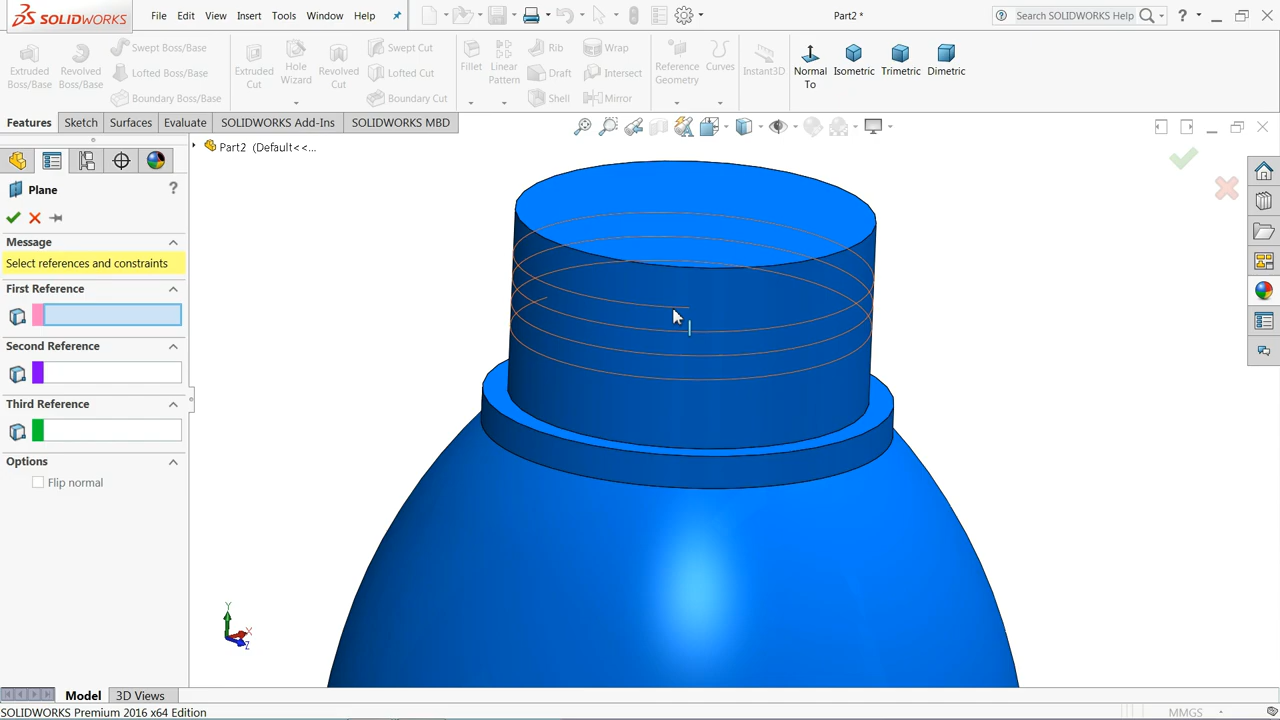 SOLIDWORKS
File Edit View Insert Tools Window Help
Part2 *
Search SOLIDWORKS Help
?
Extruded Boss/Base
Revolved Boss/Base
Swept Boss/Base
Lofted Boss/Base
Boundary Boss/Base
Extruded Cut
Hole Wizard
Revolved Cut
Swept Cut
Lofted Cut
Boundary Cut
Fillet
Linear Pattern
Rib
Draft
Shell
Wrap
Intersect
Mirror
Reference Geometry
Curves
Instant3D
Normal To
Isometric
Trimetric
Dimetric
Features Sketch Surfaces Evaluate SOLIDWORKS Add-Ins SOLIDWORKS MBD
Part2 (Default<<...
Plane
?
Message
Select references and constraints
First Reference
Second Reference
Third Reference
Options
Flip normal
Y
X
Z
Model 3D Views
SOLIDWORKS Premium 2016 x64 Edition
MMGS